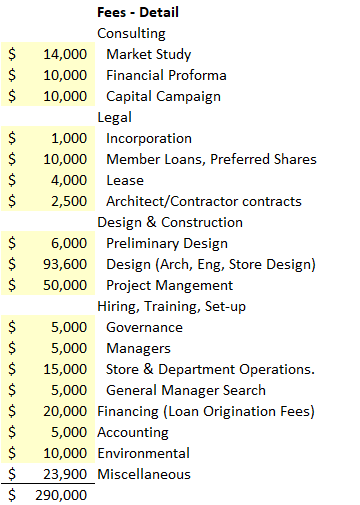 Fees - Detail
Consulting
$ 14,000 Market Study
$ 10,000 Financial Proforma
$ 10,000 Capital Campaign
Legal
$ 1,000 Incorporation
$ 10,000 Member Loans, Preferred Shares
$ 4,000 Lease
$ 2,500 Architect/Contractor contracts
Design & Construction
$ 6,000 Preliminary Design
$ 93,600 Design (Arch, Eng, Store Design)
$ 50,000 Project Mangement
Hiring, Training, Set-up
$ 5,000 Governance
$ 5,000 Managers
$ 15,000 Store & Department Operations.
$ 5,000 General Manager Search
$ 20,000 Financing (Loan Origination Fees)
$ 5,000 Accounting
$ 10,000 Environmental
$ 23,900 Miscellaneous
$ 290,000